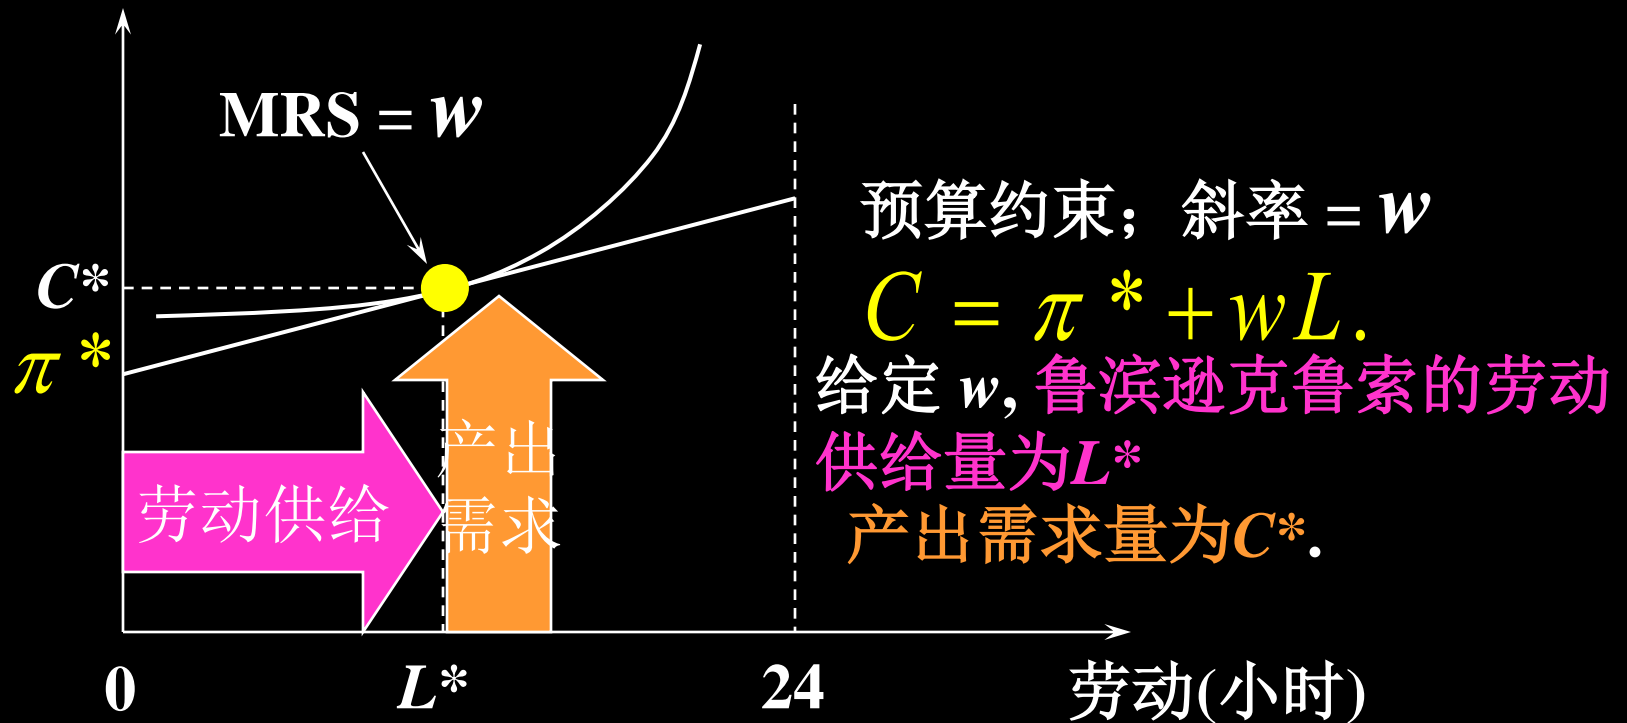 MRS = w
预算约束；斜率 = w
C = π * + wL.
C*
π *
给定 w, 鲁滨逊克鲁索的劳动
供给量为L*
产出需求量为C*.
劳动供给
产出
需求
0
L*
24
劳动(小时)